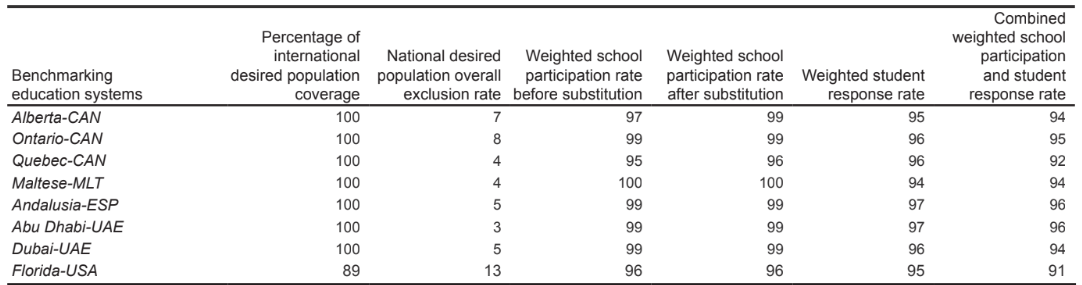 Benchmarking education systems | Percentage of international desired population coverage | National desired population overall exclusion rate | Weighted school participation rate before substitution | Weighted school participation rate after substitution | Weighted student response rate | Combined weighted school participation and student response rate
Alberta-CAN 100 7 97 99 95 94
Ontario-CAN 100 8 99 99 96 95
Quebec-CAN 100 4 95 96 96 92
Maltese-MLT 100 4 100 100 94 94
Andalusia-ESP 100 5 99 99 97 96
Abu Dhabi-UAE 100 3 99 99 97 96
Dubai-UAE 100 5 99 99 96 94
Florida-USA 89 13 96 96 95 91